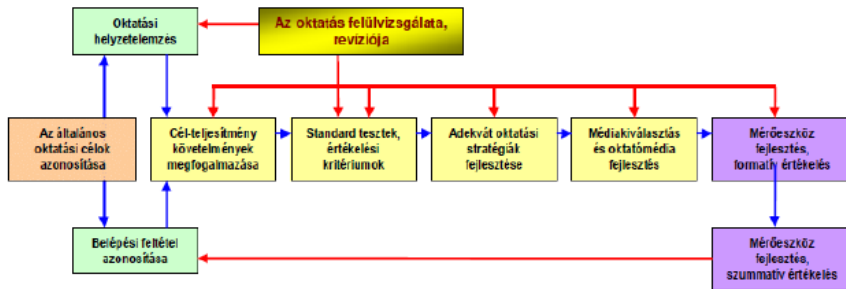 Oktatási
helyzetelemzés
Az oktatás felülvizsgálata,
revíziója
Az általános
oktatási célok
azonosítása
Cél-teljesítmény
követelmények
megfogalmazása
Standard tesztek,
értékelési
kritériumok
Adekvát oktatási
stratégiák
fejlesztése
Médiakiválasztás
és oktatómédia
fejlesztés
Mérőeszköz
fejlesztés,
formatív értékelés
Belépési feltétel
azonosítása
Mérőeszköz
fejlesztés,
szummatív értékelés